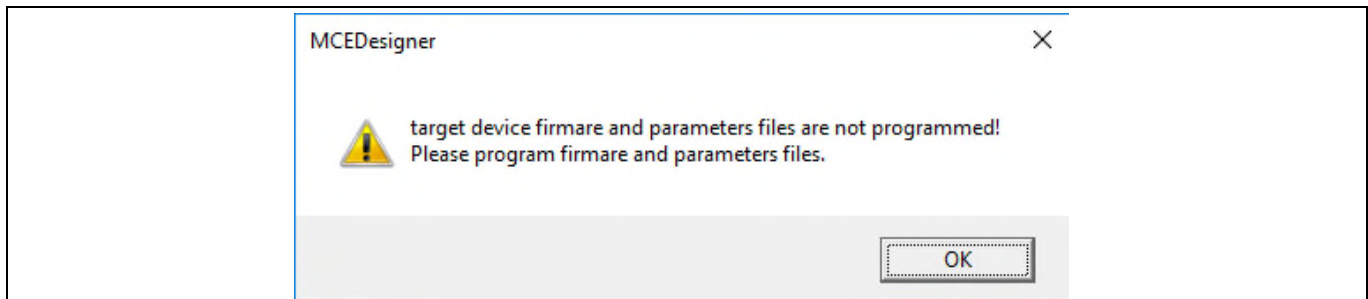 MCEDesigner
target device firmare and parameters files are not programmed!
Please program firmare and parameters files.
OK